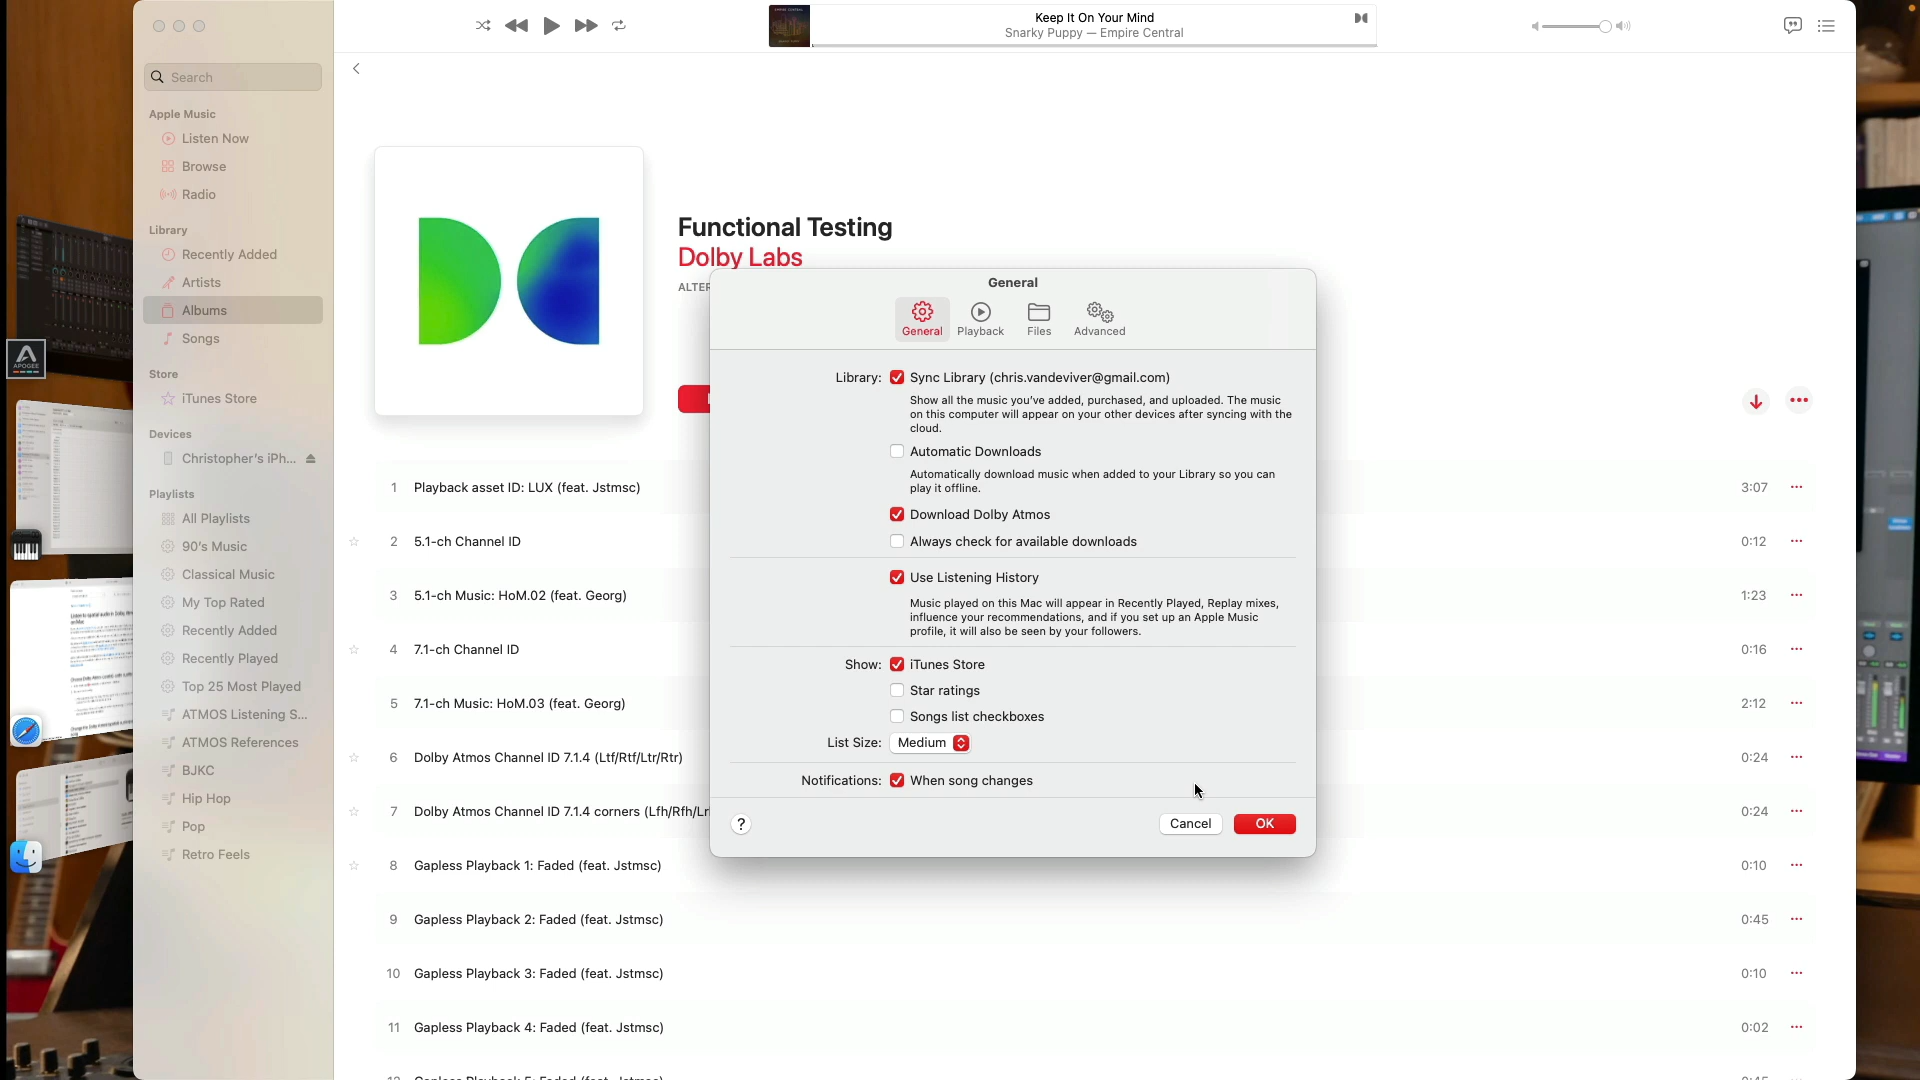 Keep It On Your Mind
Snarky Puppy — Empire Central
Search
Apple Music
Listen Now
Browse
Radio
Library
Recently Added
Artists
Albums
Songs
Store
iTunes Store
Devices
Christopher's iPh...
Playlists
All Playlists
90's Music
Classical Music
My Top Rated
Recently Added
Recently Played
Top 25 Most Played
ATMOS Listening S...
ATMOS References
BJKC
Hip Hop
Pop
Retro Feels
APOGEE
Functional Testing
Dolby Labs
ALTER
1 Playback asset ID: LUX (feat. Jstmsc) 3:07
2 5.1-ch Channel ID 0:12
3 5.1-ch Music: HoM.02 (feat. Georg) 1:23
4 7.1-ch Channel ID 0:16
5 7.1-ch Music: HoM.03 (feat. Georg) 2:12
6 Dolby Atmos Channel ID 7.1.4 (Ltf/Rtf/Ltr/Rtr) 0:24
7 Dolby Atmos Channel ID 7.1.4 corners (Lfh/Rfh/Lr 0:24
8 Gapless Playback 1: Faded (feat. Jstmsc) 0:10
9 Gapless Playback 2: Faded (feat. Jstmsc) 0:45
10 Gapless Playback 3: Faded (feat. Jstmsc) 0:10
11 Gapless Playback 4: Faded (feat. Jstmsc) 0:02
General
General Playback Files Advanced
Library: Sync Library (chris.vandeviver@gmail.com)
Show all the music you've added, purchased, and uploaded. The music
on this computer will appear on your other devices after syncing with the
cloud.
Automatic Downloads
Automatically download music when added to your Library so you can
play it offline.
Download Dolby Atmos
Always check for available downloads
Use Listening History
Music played on this Mac will appear in Recently Played, Replay mixes,
influence your recommendations, and if you set up an Apple Music
profile, it will also be seen by your followers.
Show: iTunes Store
Star ratings
Songs list checkboxes
List Size: Medium
Notifications: When song changes
? Cancel OK